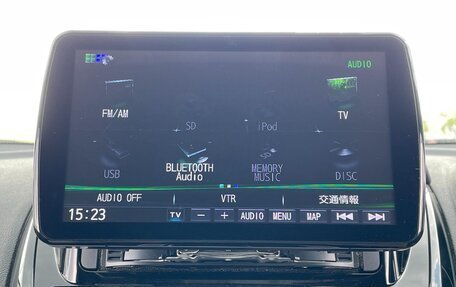 AUDIO
FM/AM SD iPod TV
USB BLUETOOTH Audio MEMORY MUSIC DISC
AUDIO OFF VTR 交通情報
15:23 TV − + AUDIO MENU MAP